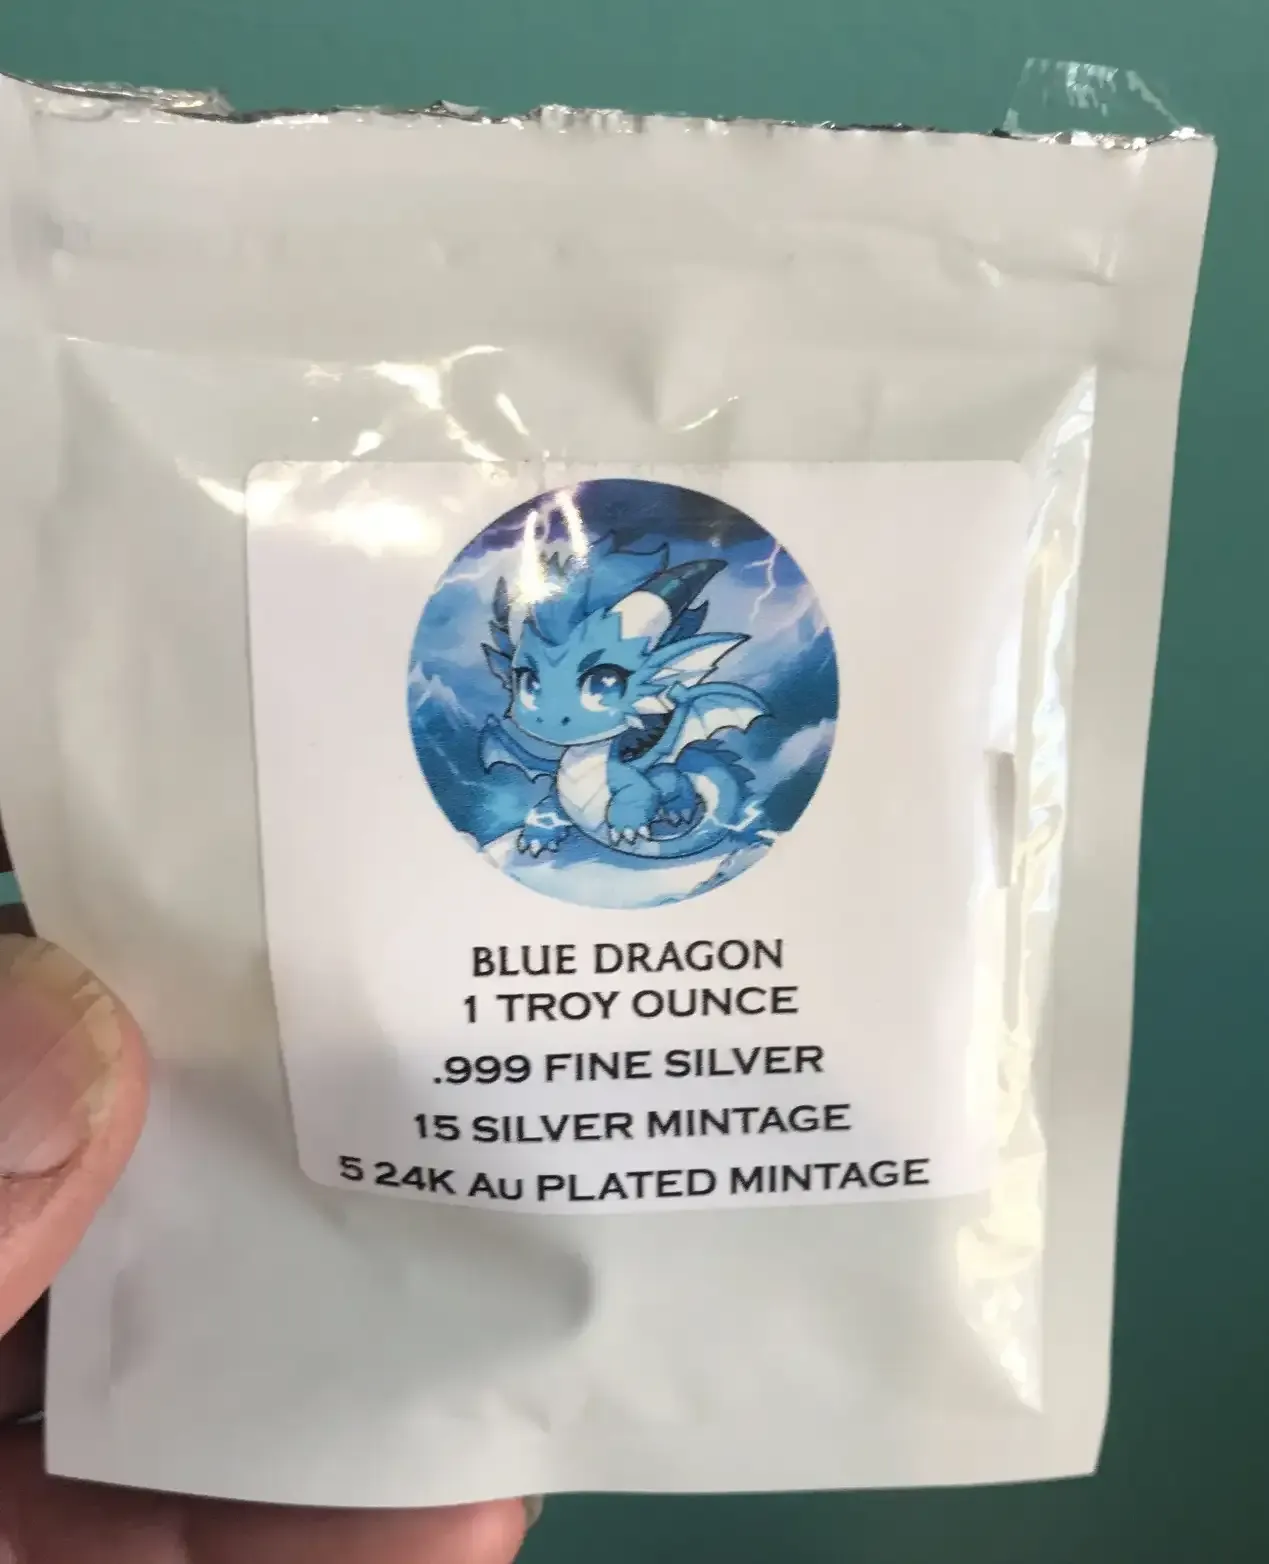 BLUE DRAGON
1 TROY OUNCE
.999 FINE SILVER
15 SILVER MINTAGE
5 24K Au PLATED MINTAGE